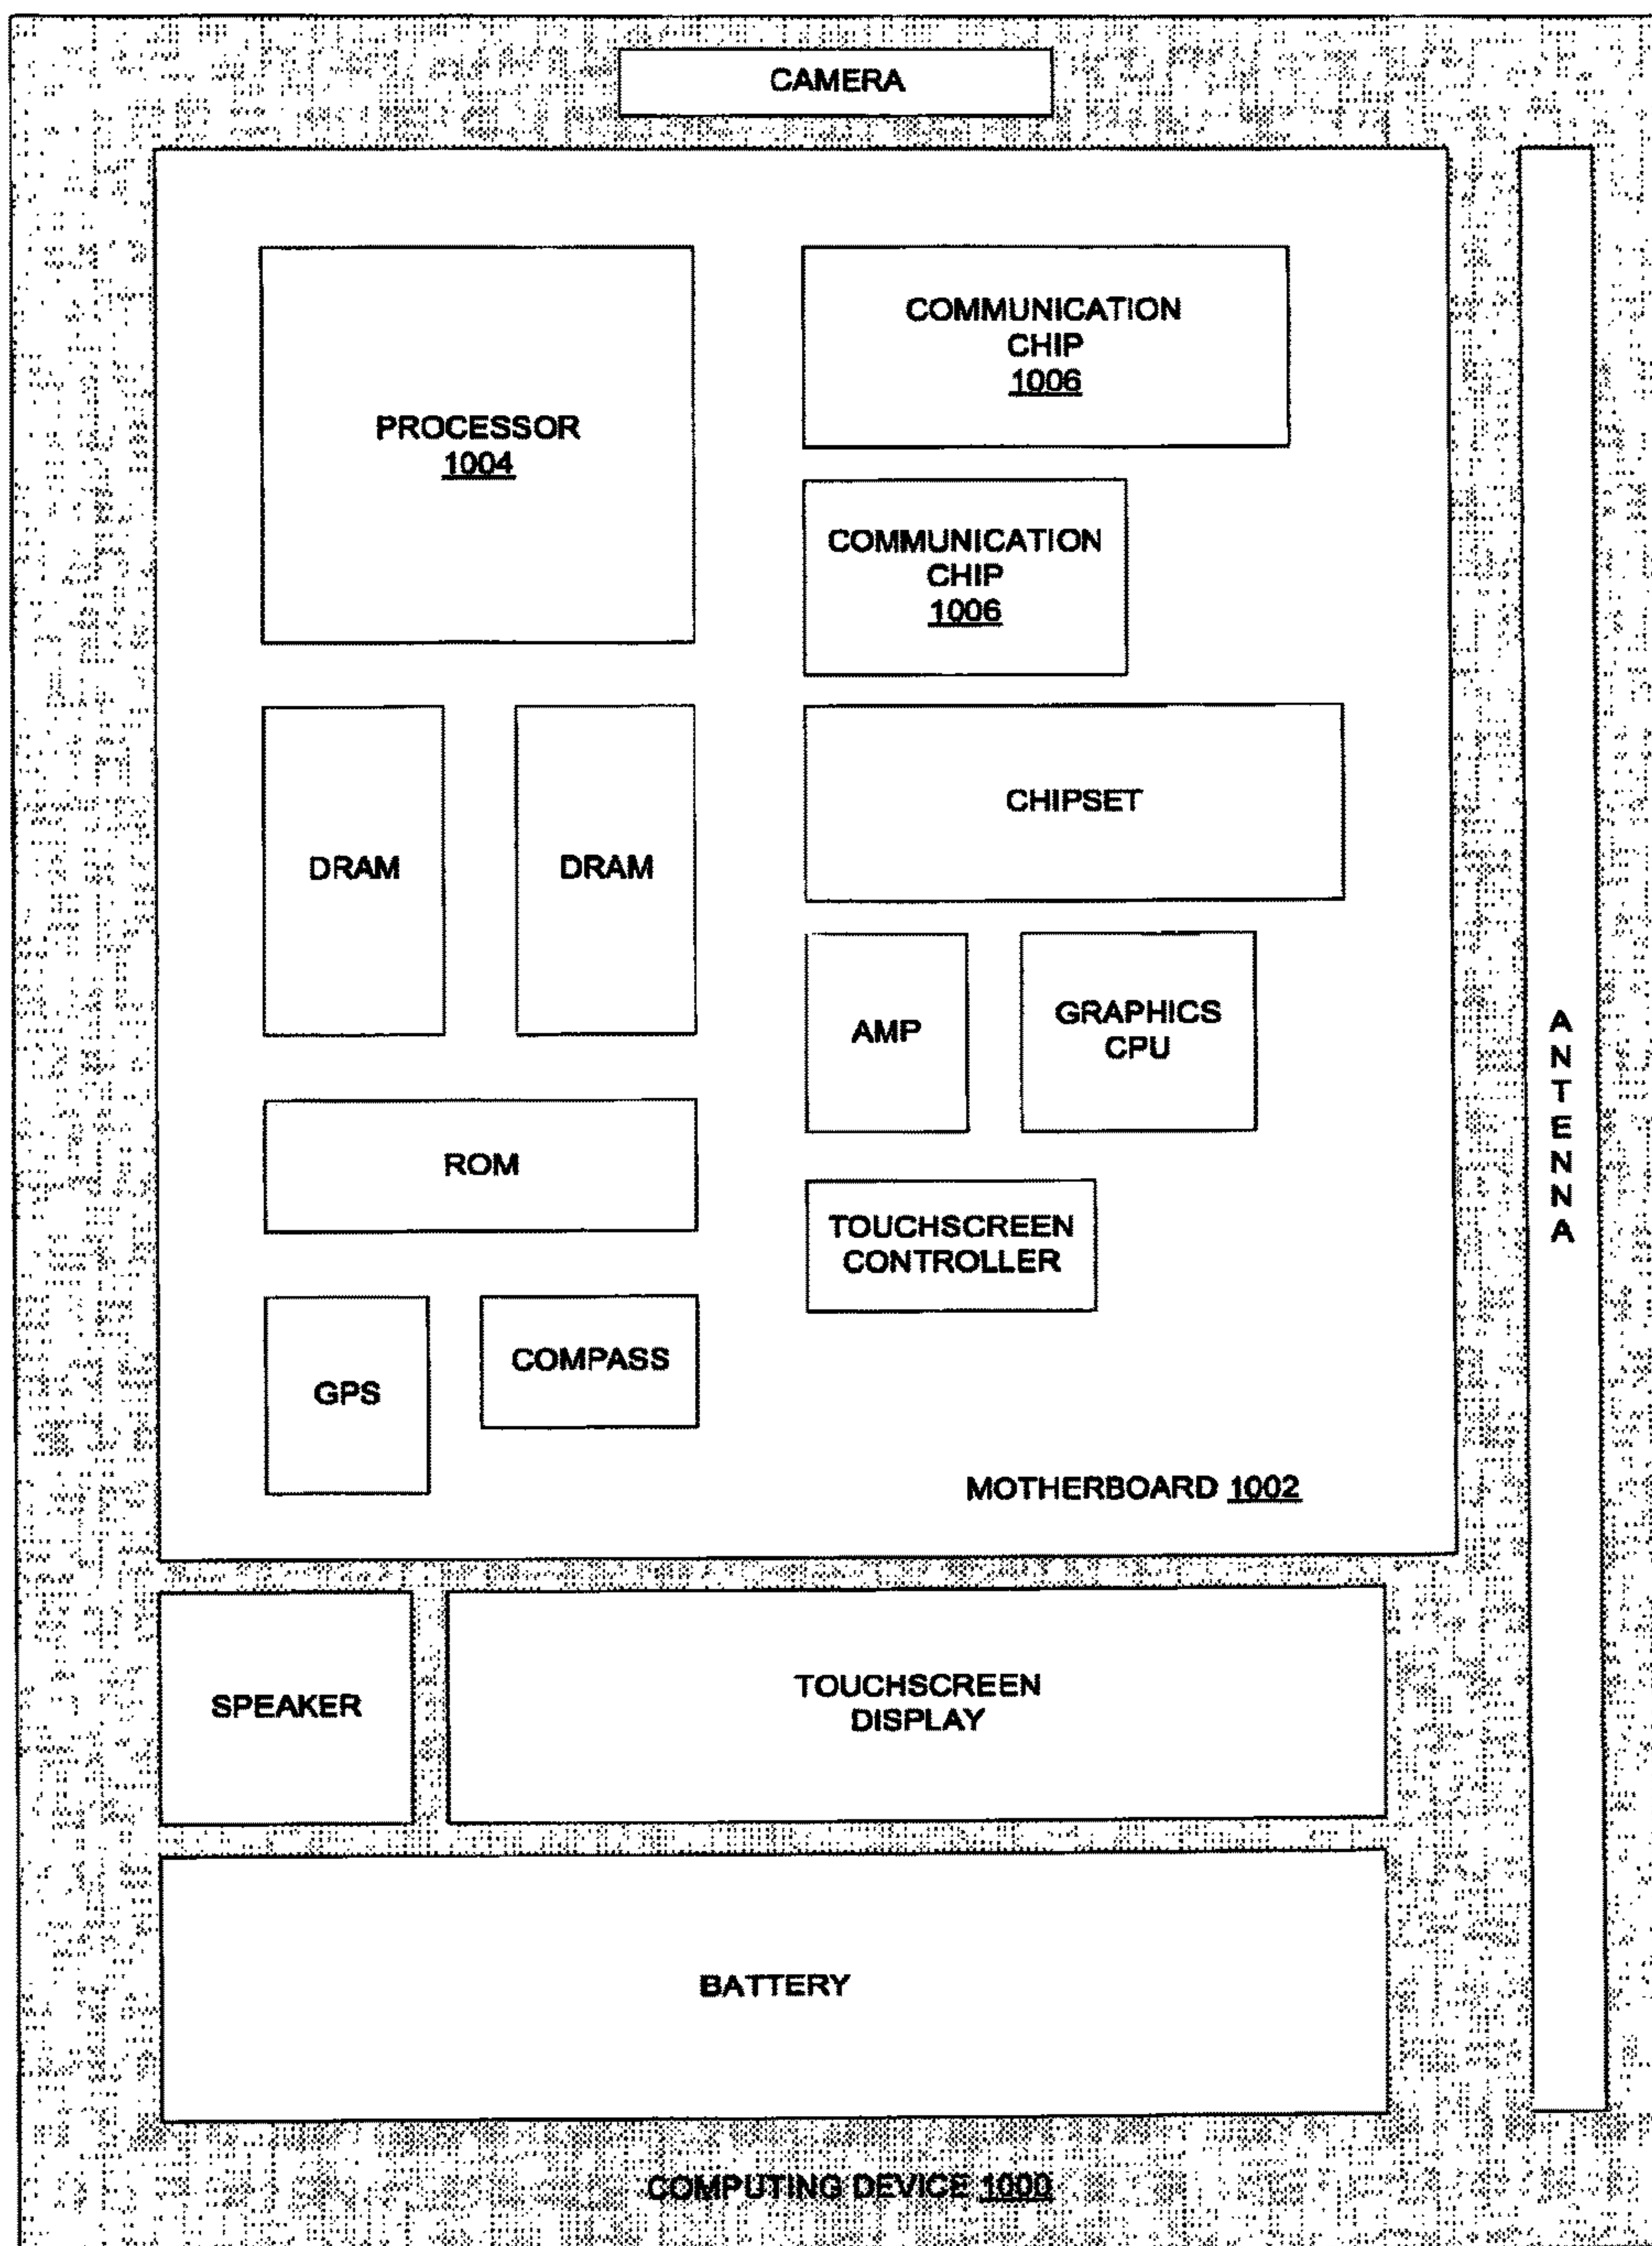 CAMERA
PROCESSOR
1004
COMMUNICATION
CHIP
1006
COMMUNICATION
CHIP
1006
DRAM
DRAM
CHIPSET
AMP
GRAPHICS
CPU
ROM
TOUCHSCREEN
CONTROLLER
GPS
COMPASS
MOTHERBOARD 1002
ANTENNA
SPEAKER
TOUCHSCREEN
DISPLAY
BATTERY
COMPUTING DEVICE 1000